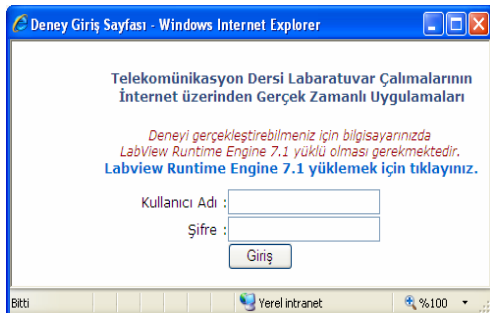 Deney Giriş Sayfası - Windows Internet Explorer
Telekomünikasyon Dersi Labaratuvar Çalımalarının
İnternet üzerinden Gerçek Zamanlı Uygulamaları
Deneyi gerçekleştirebilmeniz için bilgisayarınızda
LabView Runtime Engine 7.1 yüklü olması gerekmektedir.
Labview Runtime Engine 7.1 yüklemek için tıklayınız.
Kullanıcı Adı :
Şifre :
Giriş
Bitti Yerel intranet %100